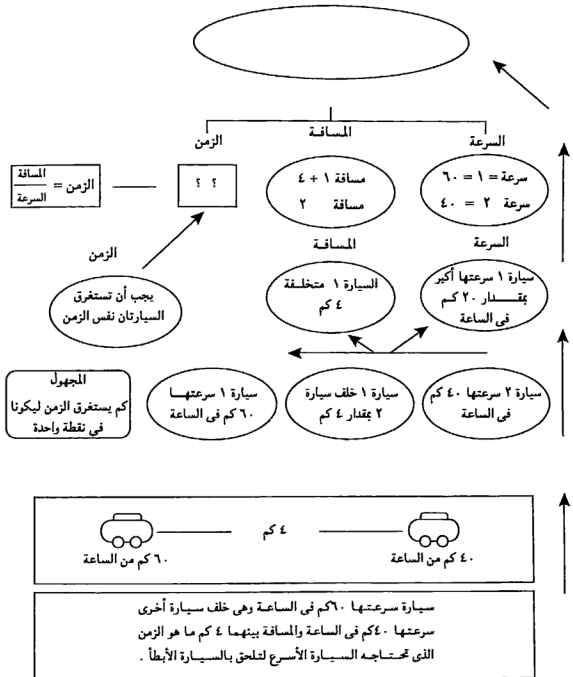 المسافة
الزمن
السرعة
سرعة = ١ = ٦٠
سرعة ٢ = ٤٠
مسافة ١ + ٤
مسافة ٢
؟ ؟
الزمن = المسافة
السرعة
السرعة
المسافة
الزمن
سيارة ١ سرعتها أكبر
بمقدار ٢٠ كم
فى الساعة
السيارة ١ متخلفة
٤ كم
يجب أن تستغرق
السيارتان نفس الزمن
سيارة ٢ سرعتها ٤٠ كم
فى الساعة
سيارة ١ خلف سيارة
٢ بمقدار ٤ كم
سيارة ١ سرعتها
٦٠ كم فى الساعة
المجهول
كم يستغرق الزمن ليكونا
فى نقطة واحدة
٤ كم
٤٠ كم من الساعة
٦٠ كم من الساعة
سيارة سرعتها ٦٠كم فى الساعة وهى خلف سيارة أخرى
سرعتها ٤٠كم فى الساعة والمسافة بينهما ٤ كم ما هو الزمن
الذى تحتاجه السيارة الأسرع لتلحق بالسيارة الأبطأ .